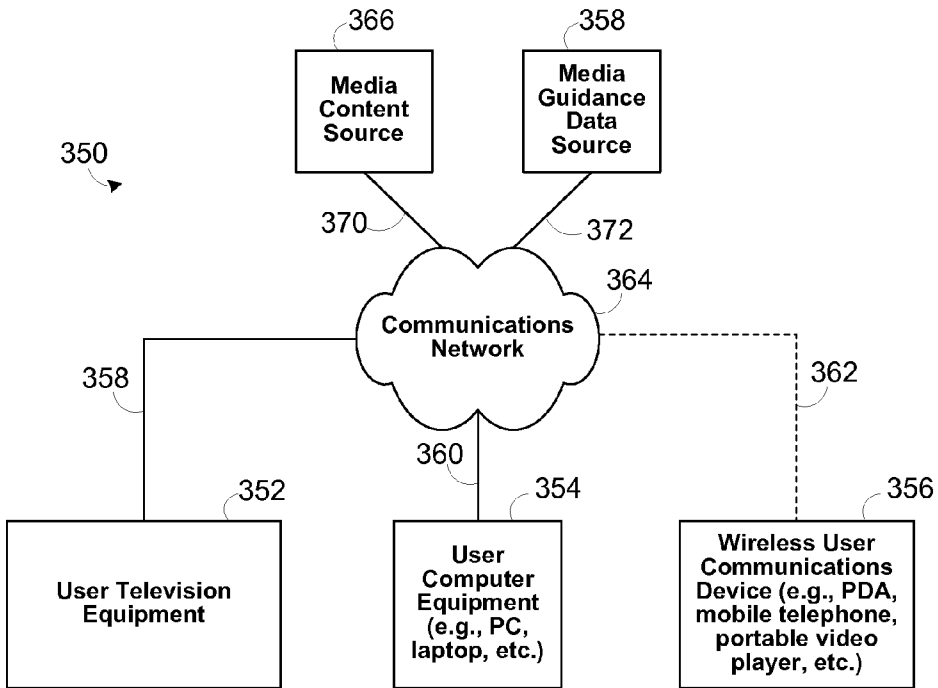 366
358
Media
Content
Source
Media
Guidance
Data
Source
350
370
372
364
Communications
Network
358
362
360
352
354
356
User Television
Equipment
User
Computer
Equipment
(e.g., PC,
laptop, etc.)
Wireless User
Communications
Device (e.g., PDA,
mobile telephone,
portable video
player, etc.)